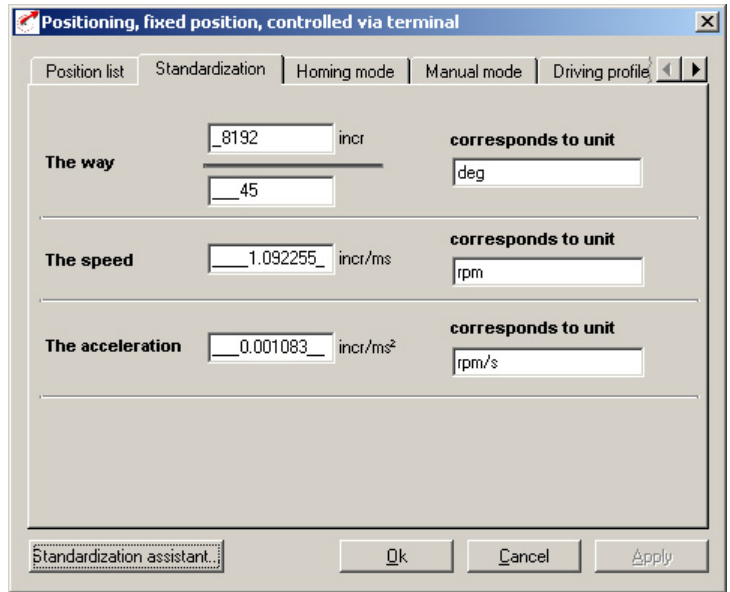 Positioning, fixed position, controlled via terminal
Position list Standardization Homing mode Manual mode Driving profile
_8192 incr corresponds to unit
The way deg
___45
corresponds to unit
The speed ____1.092255_ incr/ms rpm
corresponds to unit
The acceleration ___0.001083__ incr/ms² rpm/s
Standardization assistant... Ok Cancel Apply